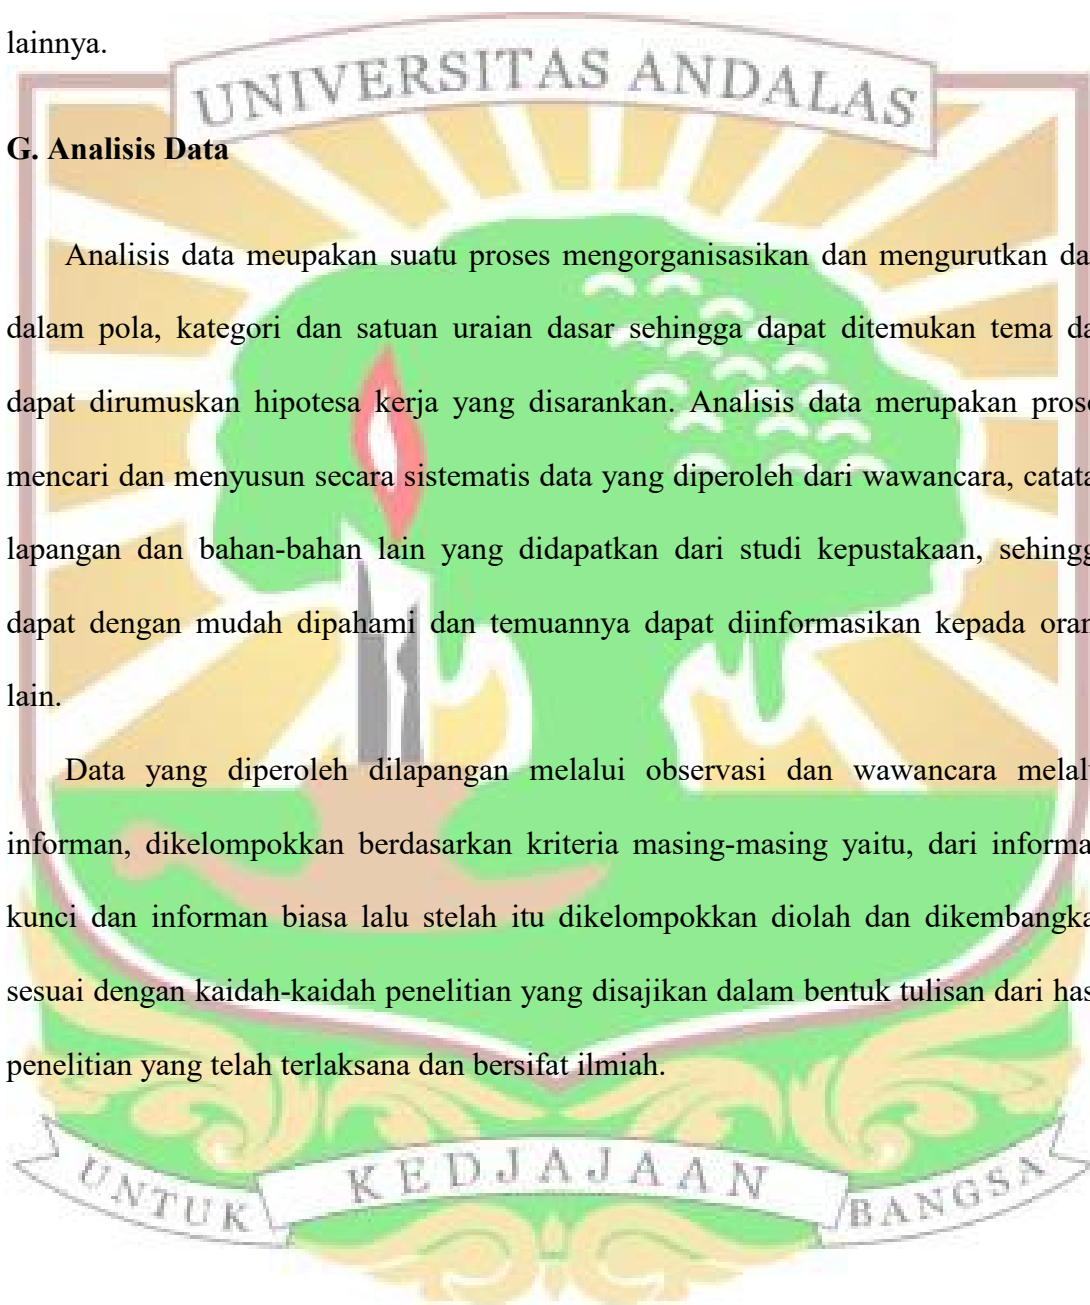 lainnya.
UNIVERSITAS ANDALAS
G. Analisis Data
Analisis data meupakan suatu proses mengorganisasikan dan mengurutkan da
dalam pola, kategori dan satuan uraian dasar sehingga dapat ditemukan tema da
dapat dirumuskan hipotesa kerja yang disarankan. Analisis data merupakan prose
mencari dan menyusun secara sistematis data yang diperoleh dari wawancara, catata
lapangan dan bahan-bahan lain yang didapatkan dari studi kepustakaan, sehingg
dapat dengan mudah dipahami dan temuannya dapat diinformasikan kepada oran
lain.
Data yang diperoleh dilapangan melalui observasi dan wawancara melalu
informan, dikelompokkan berdasarkan kriteria masing-masing yaitu, dari informa
kunci dan informan biasa lalu stelah itu dikelompokkan diolah dan dikembangka
sesuai dengan kaidah-kaidah penelitian yang disajikan dalam bentuk tulisan dari has
penelitian yang telah terlaksana dan bersifat ilmiah.
UNTUK KEDJAJAAN BANGSA